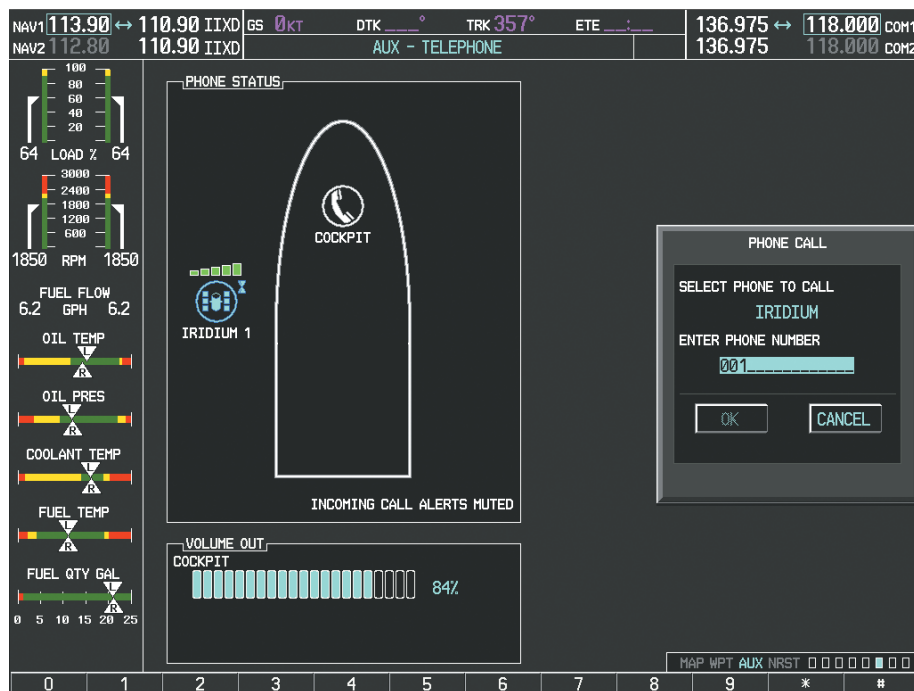 NAV1 113.90 ↔ 110.90 IIXD GS 0KT DTK ___° TRK 357° ETE __:__ 136.975 ↔ 118.000 COM1
NAV2 112.80 110.90 IIXD AUX - TELEPHONE 136.975 118.000 COM2
100
80
60
40
20
64 LOAD % 64
3000
2400
1800
1200
600
1850 RPM 1850
FUEL FLOW
6.2 GPH 6.2
OIL TEMP
L
R
OIL PRES
L
R
COOLANT TEMP
L
R
FUEL TEMP
L
R
FUEL QTY GAL
L
R
0 5 10 15 20 25
PHONE STATUS
COCKPIT
IRIDIUM 1
INCOMING CALL ALERTS MUTED
VOLUME OUT
COCKPIT
84%
PHONE CALL
SELECT PHONE TO CALL
IRIDIUM
ENTER PHONE NUMBER
001____________
OK CANCEL
MAP WPT AUX NRST
0 1 2 3 4 5 6 7 8 9 * #